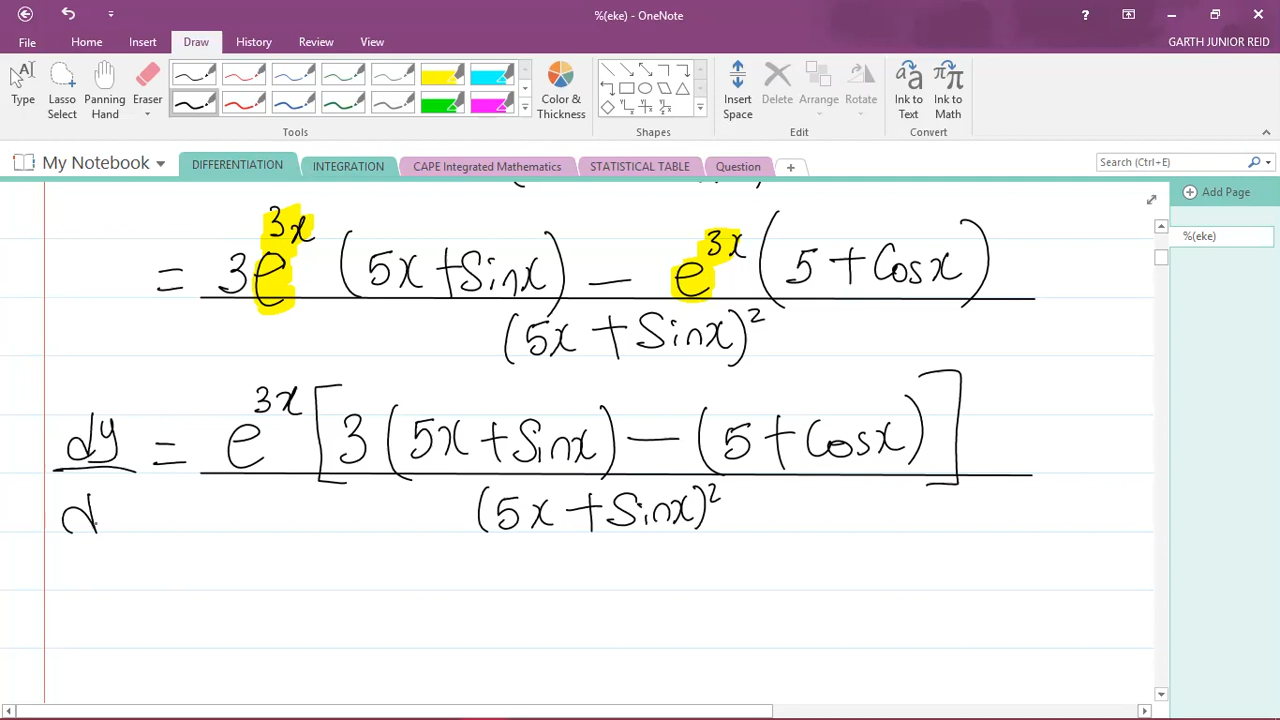 %(eke) - OneNote
?
File Home Insert Draw History Review View
GARTH JUNIOR REID
Type
Lasso Select
Panning Hand
Eraser
Color & Thickness
Insert Space
Delete
Arrange
Rotate
Ink to Text
Ink to Math
Tools Shapes Edit Convert
My Notebook DIFFERENTIATION INTEGRATION CAPE Integrated Mathematics STATISTICAL TABLE Question +
Search (Ctrl+E)
Add Page
%(eke)
= 3e^{3x} (5x + Sinx) - e^{3x} (5 + Cosx)
(5x + Sinx)²
dy = e^{3x} [3 (5x + Sinx) - (5 + Cosx)]
d (5x + Sinx)²